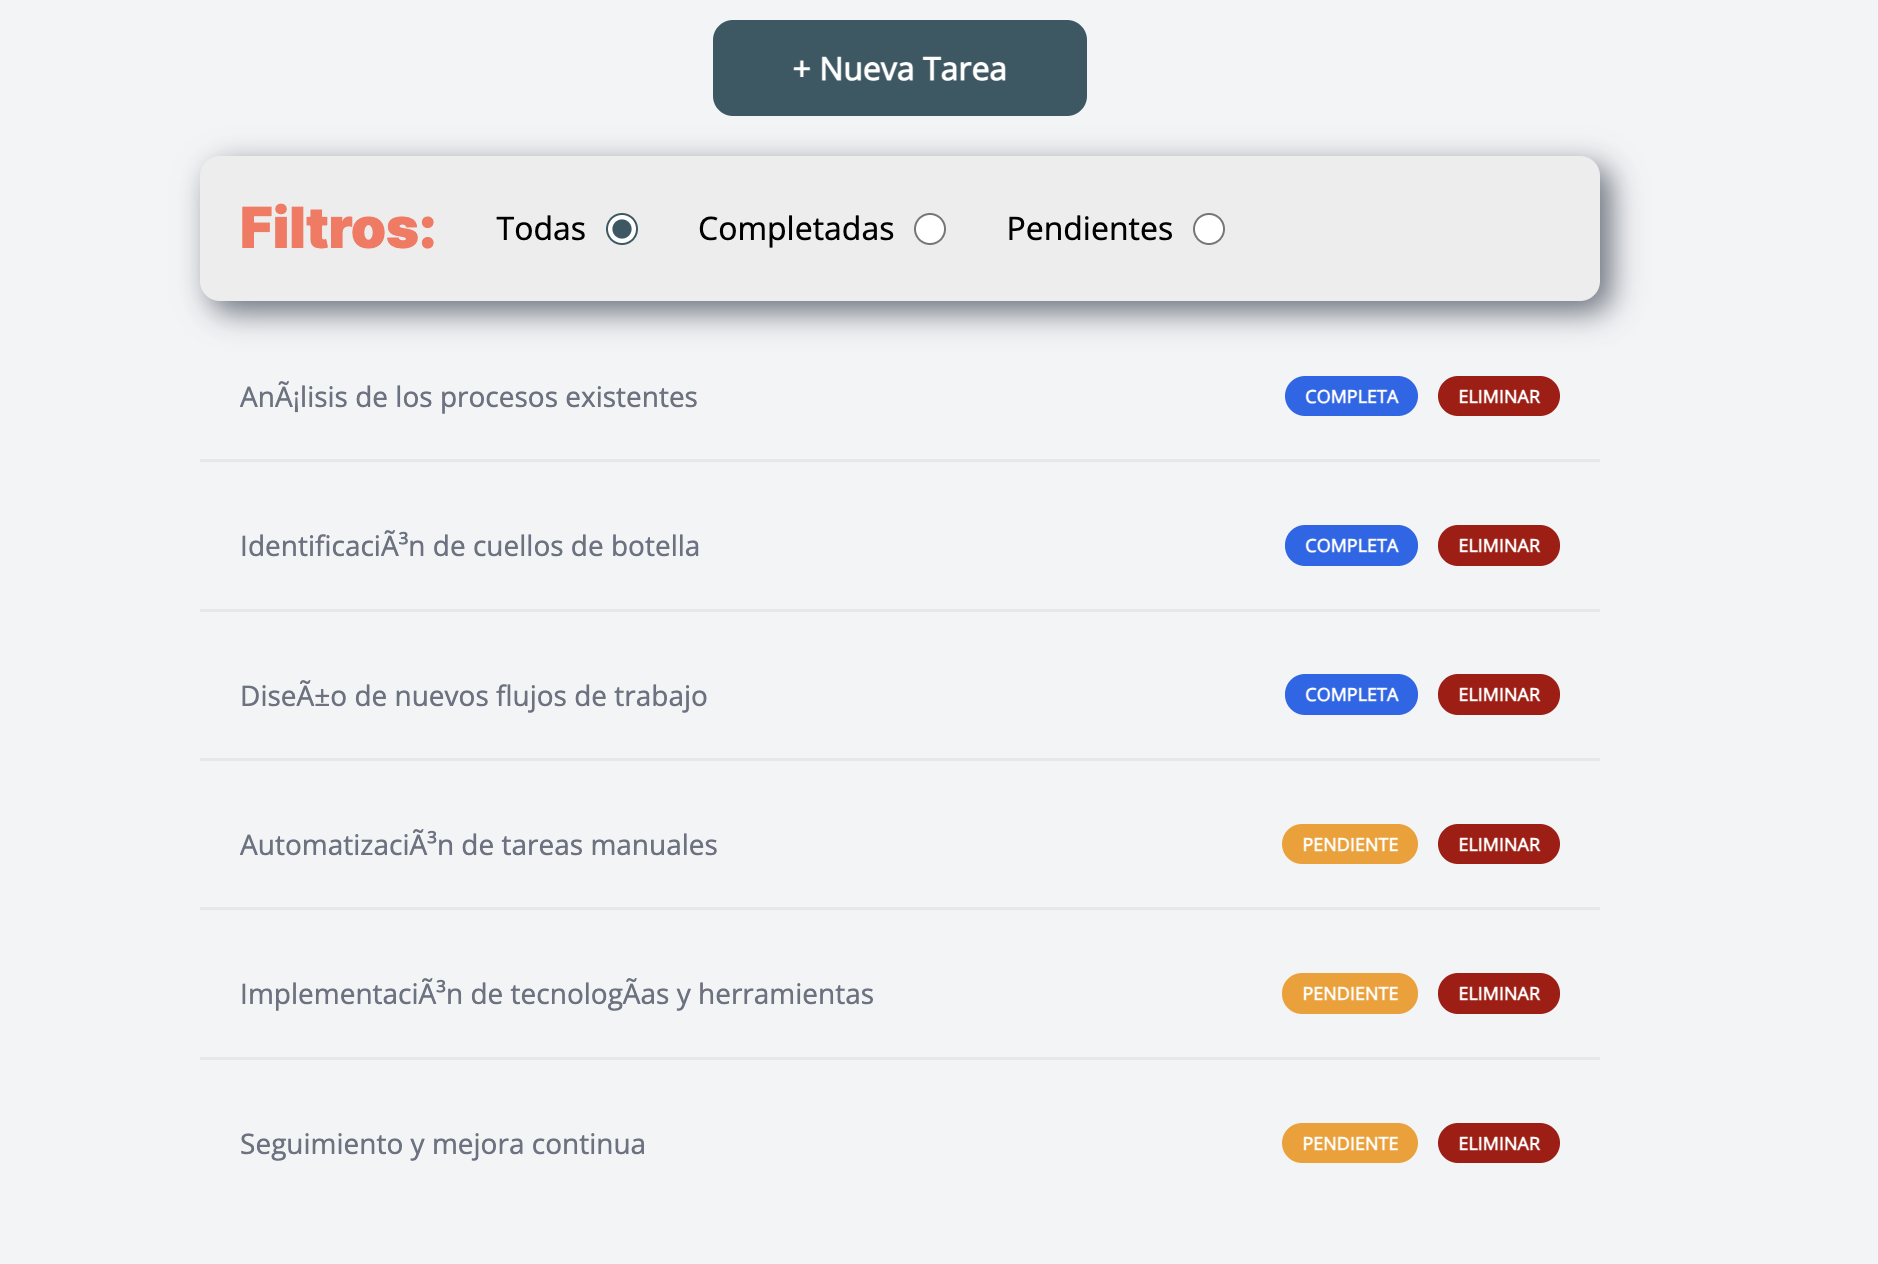 + Nueva Tarea
Filtros: Todas Completadas Pendientes
AnÃ¡lisis de los procesos existentes COMPLETA ELIMINAR
IdentificaciÃ³n de cuellos de botella COMPLETA ELIMINAR
DiseÃ±o de nuevos flujos de trabajo COMPLETA ELIMINAR
AutomatizaciÃ³n de tareas manuales PENDIENTE ELIMINAR
ImplementaciÃ³n de tecnologÃas y herramientas PENDIENTE ELIMINAR
Seguimiento y mejora continua PENDIENTE ELIMINAR